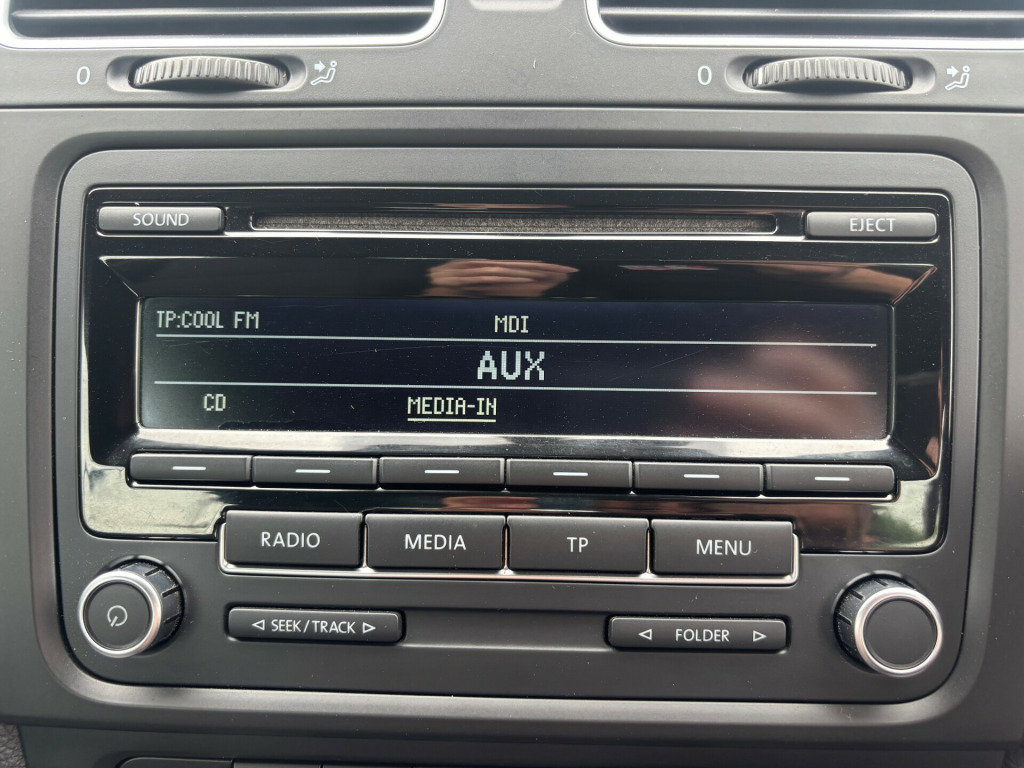 0
0
SOUND
EJECT
TP:COOL FM
MDI
AUX
CD
MEDIA-IN
RADIO
MEDIA
TP
MENU
SEEK/TRACK
FOLDER